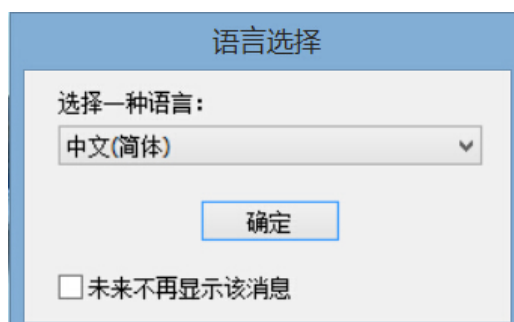 语言选择
选择一种语言：
中文(简体)
确定
未来不再显示该消息